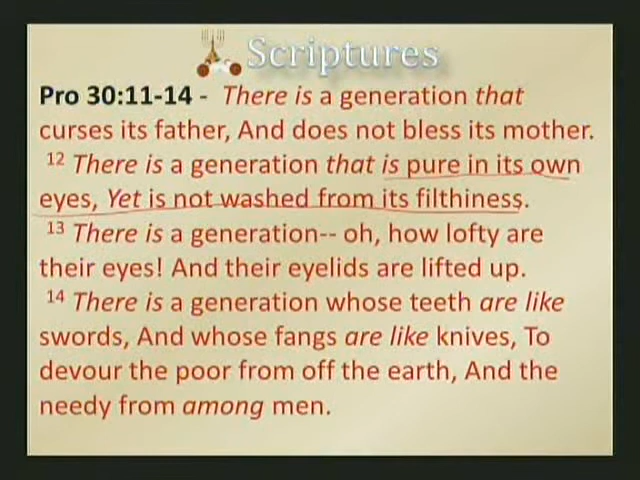 Scriptures
Pro 30:11-14 - There is a generation that
curses its father, And does not bless its mother.
12 There is a generation that is pure in its own
eyes, Yet is not washed from its filthiness.
13 There is a generation-- oh, how lofty are
their eyes! And their eyelids are lifted up.
14 There is a generation whose teeth are like
swords, And whose fangs are like knives, To
devour the poor from off the earth, And the
needy from among men.